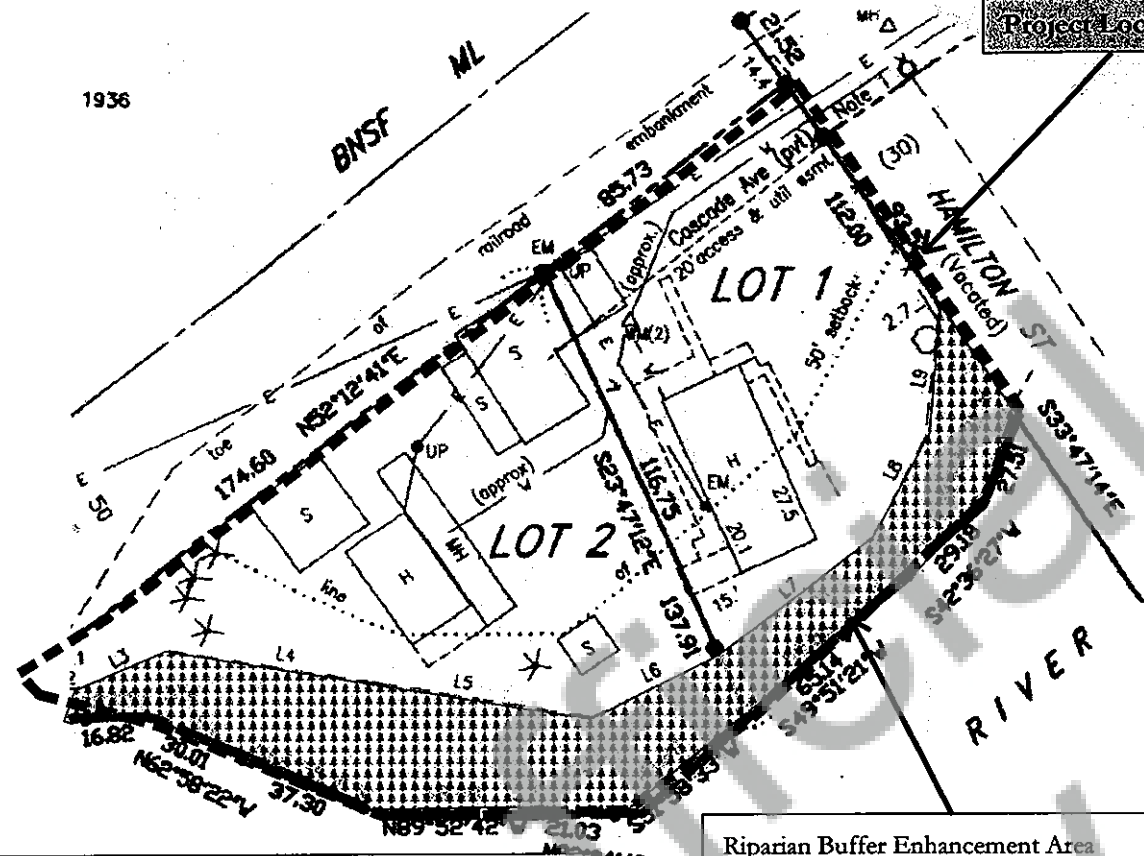 Project Loc
1936
BNSF
ML
21.52
14.4
MH
E
embankment
Note 1
(30)
85.73
Cascade Ave (pvt)
20' access & util esmt
(approx.)
railroad
EM
UP
LOT 1
112.00
HAMILTON ST
(Vacated)
50' setback
2.7
L9
of
E
E
E
N52°12'41"E
S
S
toe
174.60
UP
E
50
S
(approx)
W
LOT 2
S23°47'12"E
116.75
EM
H
27.5
20.1
L8
S33°47'14"E
27.51
29.18
S42°36'27"W
H
MH
line
of
15'
L7
137.91
S
L3
L4
L5
L6
65.14
S49°51'21"W
RIVER
16.82
30.01
N62°58'22"W
37.30
N89°52'42"W
21.03
Riparian Buffer Enhancement Area